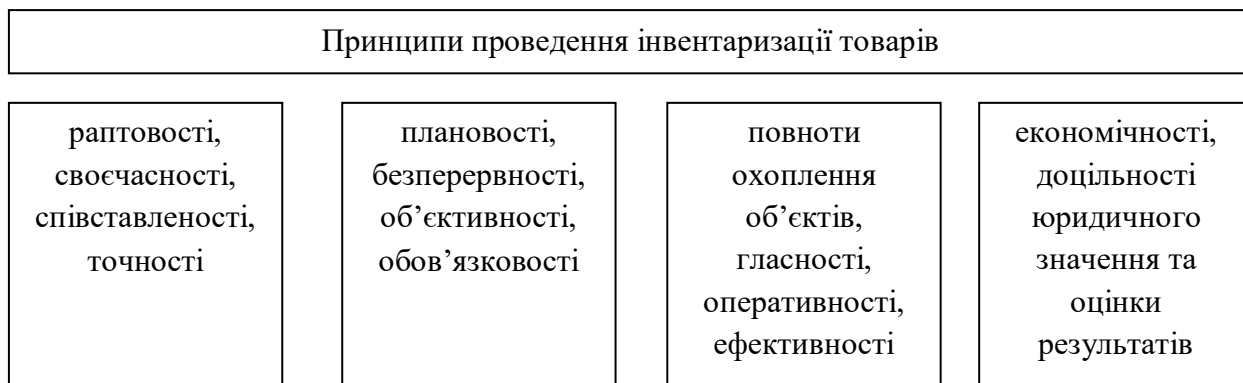 Принципи проведення інвентаризації товарів
раптовості,
своєчасності,
співставленості,
точності
плановості,
безперервності,
об’єктивності,
обов’язковості
повноти
охоплення
об’єктів,
гласності,
оперативності,
ефективності
економічності,
доцільності
юридичного
значення та
оцінки
результатів